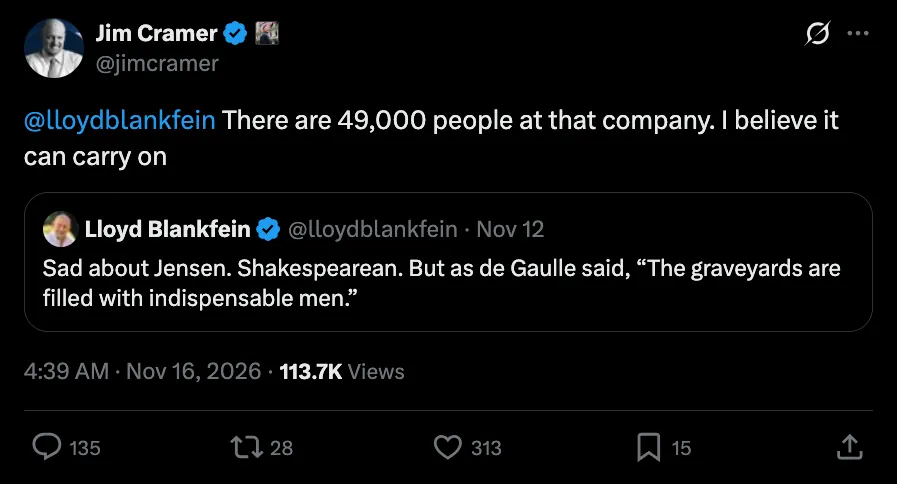 Jim Cramer
@jimcramer
@lloydblankfein There are 49,000 people at that company. I believe it
can carry on
Lloyd Blankfein @lloydblankfein · Nov 12
Sad about Jensen. Shakespearean. But as de Gaulle said, “The graveyards are
filled with indispensable men.”
4:39 AM · Nov 16, 2026 · 113.7K Views
135 28 313 15